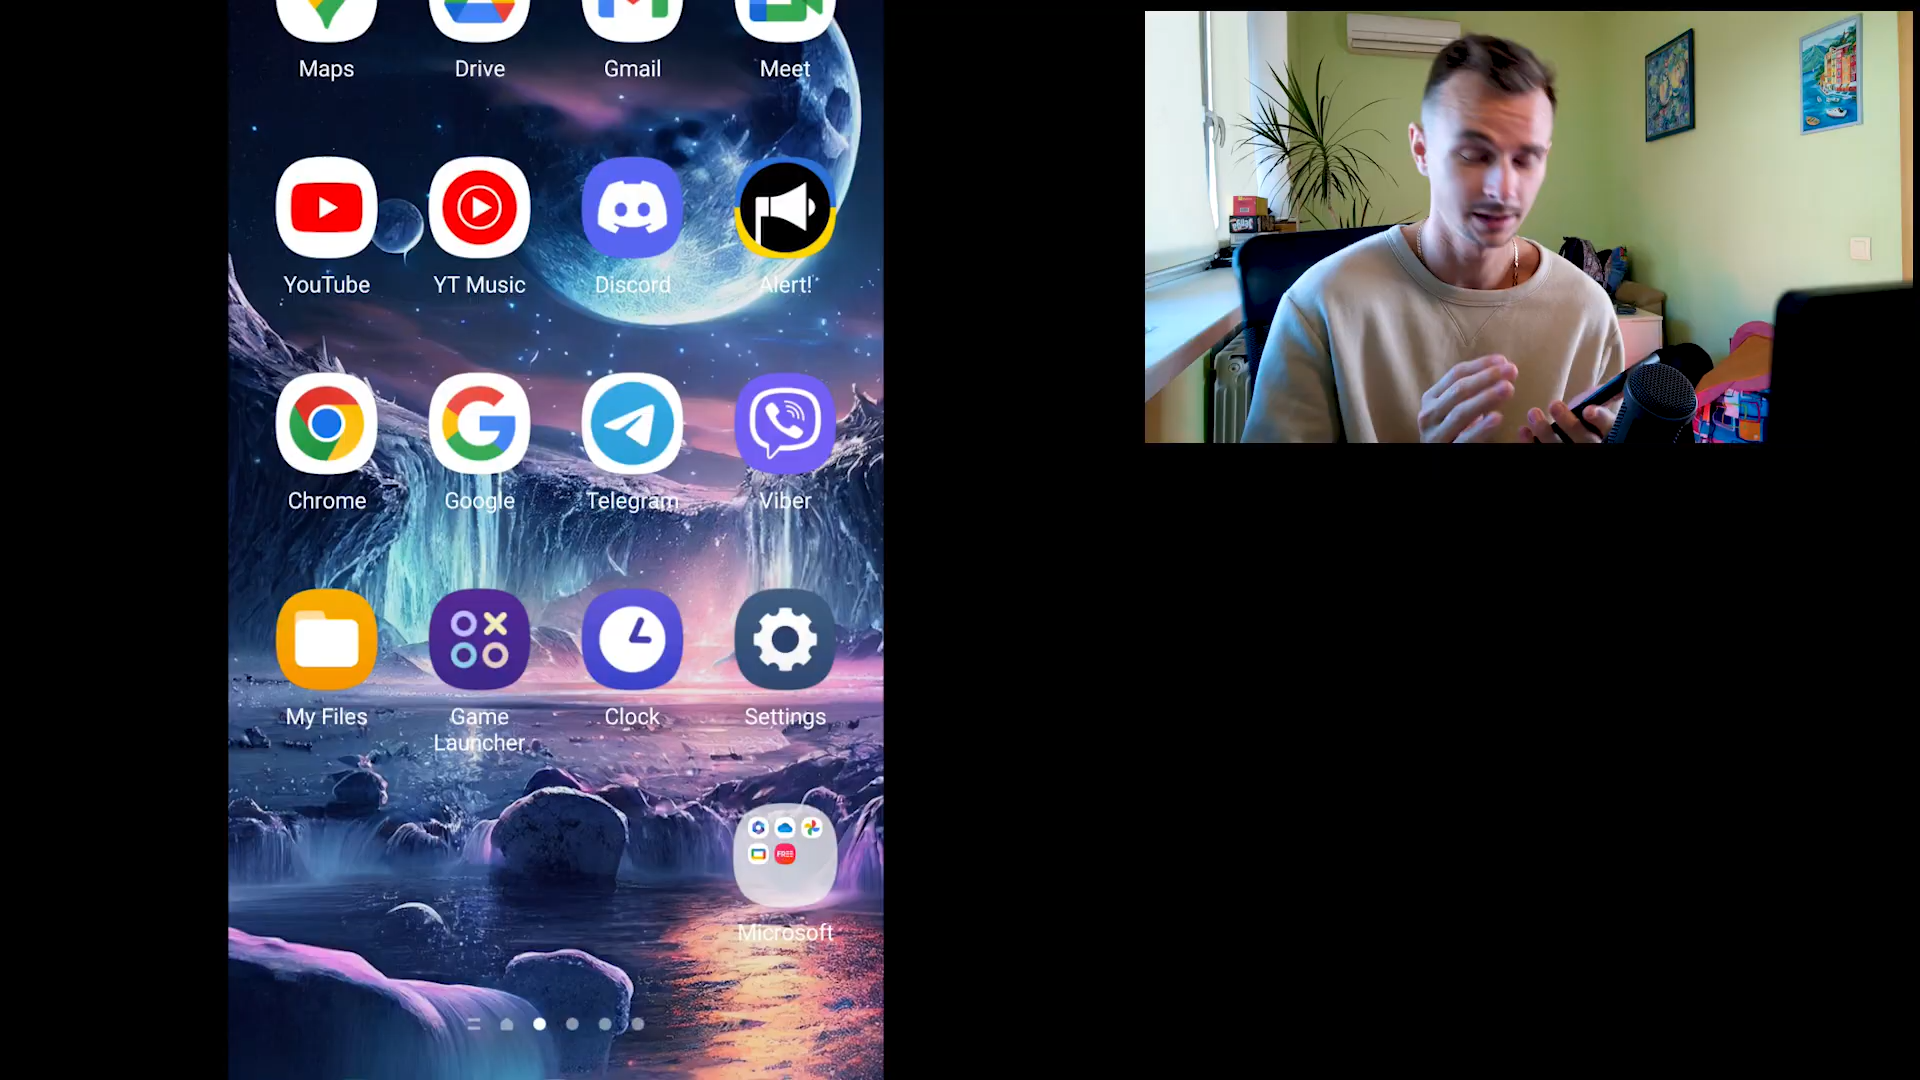 Maps
Drive
Gmail
Meet
YouTube
YT Music
Discord
Alert!
Chrome
Google
Telegram
Viber
My Files
Game
Launcher
Clock
Settings
FREE
Microsoft